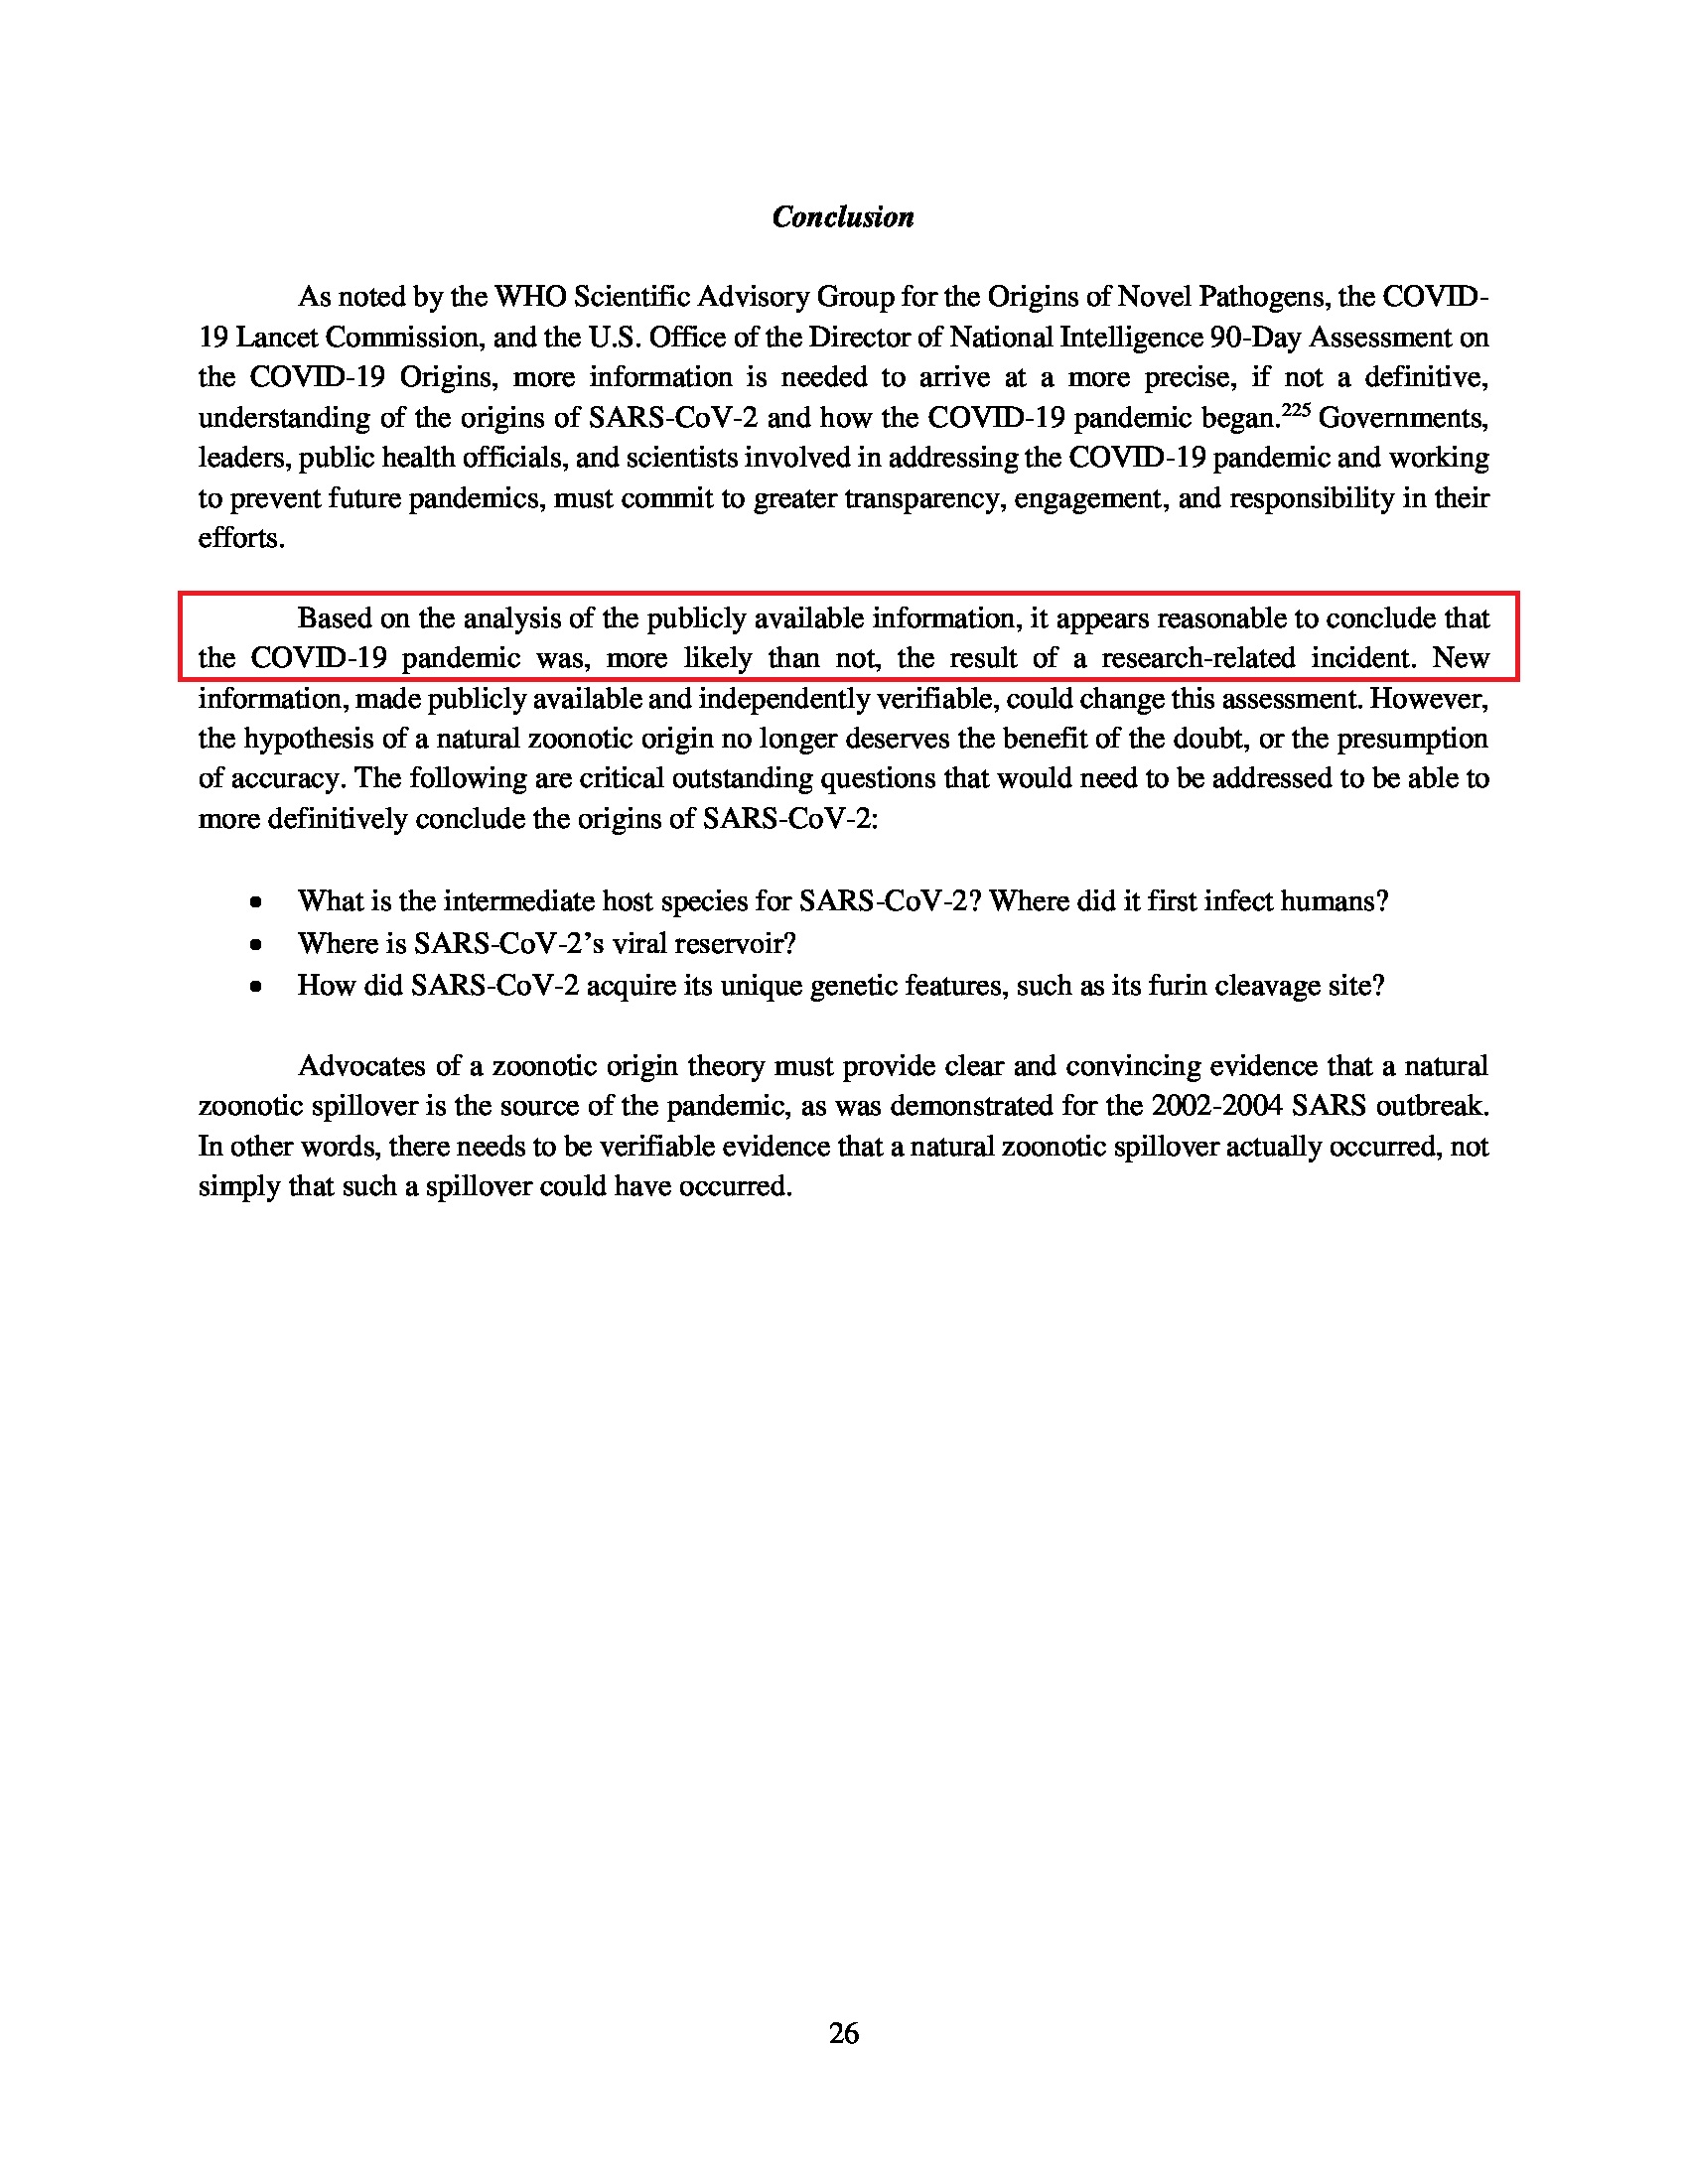 Conclusion
As noted by the WHO Scientific Advisory Group for the Origins of Novel Pathogens, the COVID-
19 Lancet Commission, and the U.S. Office of the Director of National Intelligence 90-Day Assessment on
the COVID-19 Origins, more information is needed to arrive at a more precise, if not a definitive,
understanding of the origins of SARS-CoV-2 and how the COVID-19 pandemic began.225 Governments,
leaders, public health officials, and scientists involved in addressing the COVID-19 pandemic and working
to prevent future pandemics, must commit to greater transparency, engagement, and responsibility in their
efforts.
Based on the analysis of the publicly available information, it appears reasonable to conclude that
the COVID-19 pandemic was, more likely than not, the result of a research-related incident. New
information, made publicly available and independently verifiable, could change this assessment. However,
the hypothesis of a natural zoonotic origin no longer deserves the benefit of the doubt, or the presumption
of accuracy. The following are critical outstanding questions that would need to be addressed to be able to
more definitively conclude the origins of SARS-CoV-2:
• What is the intermediate host species for SARS-CoV-2? Where did it first infect humans?
• Where is SARS-CoV-2’s viral reservoir?
• How did SARS-CoV-2 acquire its unique genetic features, such as its furin cleavage site?
Advocates of a zoonotic origin theory must provide clear and convincing evidence that a natural
zoonotic spillover is the source of the pandemic, as was demonstrated for the 2002-2004 SARS outbreak.
In other words, there needs to be verifiable evidence that a natural zoonotic spillover actually occurred, not
simply that such a spillover could have occurred.
26